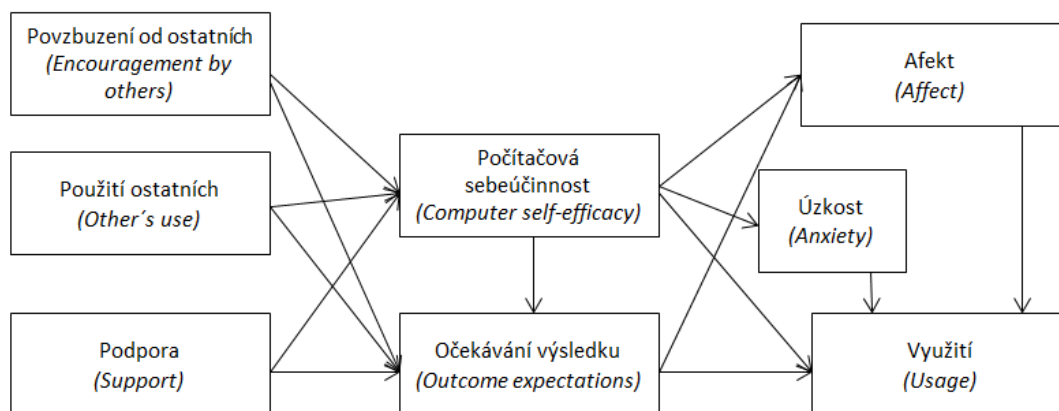 Povzbuzení od ostatních
(Encouragement by
others)
Použití ostatních
(Other´s use)
Podpora
(Support)
Počítačová
sebeúčinnost
(Computer self-efficacy)
Očekávání výsledku
(Outcome expectations)
Afekt
(Affect)
Úzkost
(Anxiety)
Využití
(Usage)